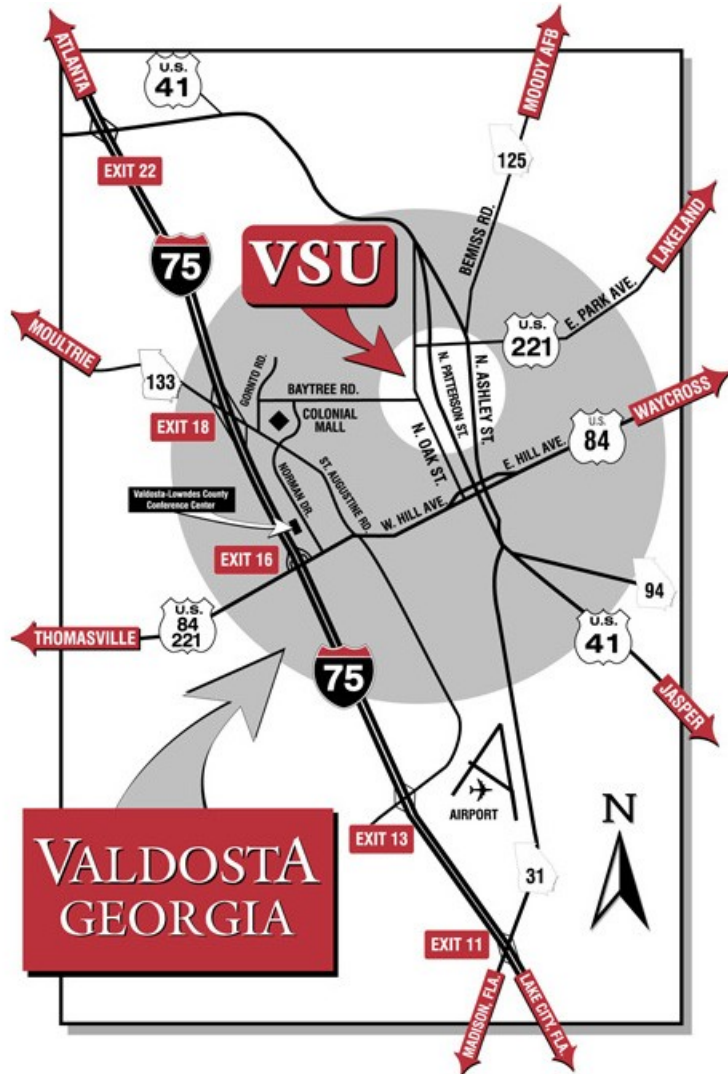 ATLANTA
U.S.
41
MOODY AFB
125
EXIT 22
BEMISS RD.
LAKELAND
75
VSU
E. PARK AVE.
U.S.
221
MOULTRIE
133
GORNTO RD.
BAYTREE RD.
N. PATTERSON ST.
N. ASHLEY ST.
WAYCROSS
U.S.
84
EXIT 18
COLONIAL
MALL
N. OAK ST.
E. HILL AVE.
ST. AUGUSTINE RD.
NORMAN DR.
Valdosta-Lowndes County
Conference Center
W. HILL AVE.
EXIT 16
94
THOMASVILLE
U.S.
84
221
U.S.
41
75
JASPER
AIRPORT
N
VALDOSTA
GEORGIA
EXIT 13
31
EXIT 11
MADISON, FLA.
LAKE CITY, FLA.